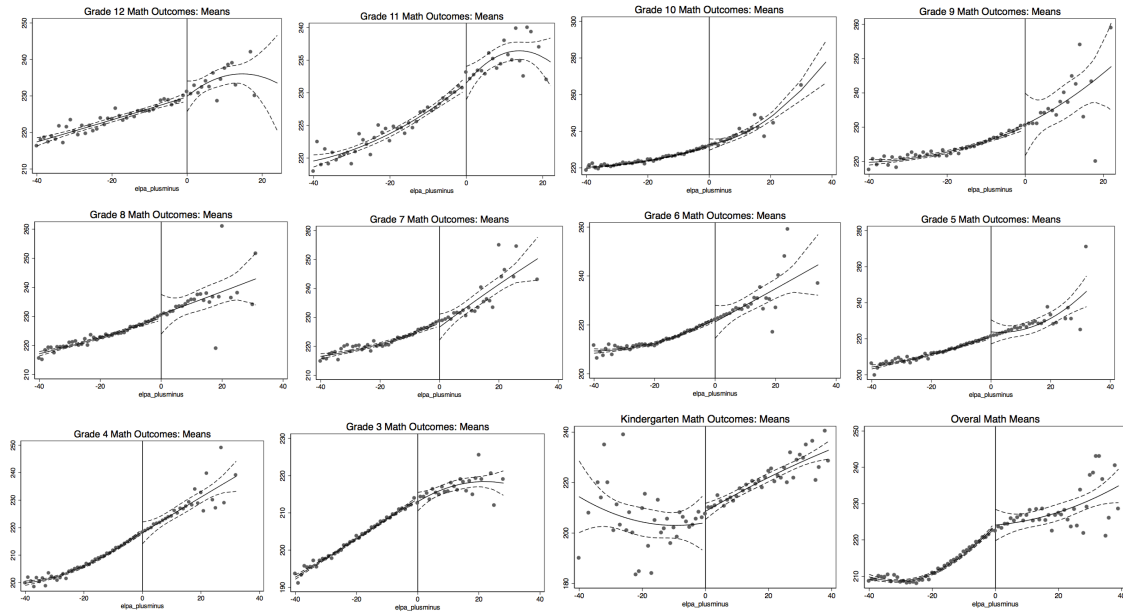 Grade 12 Math Outcomes: Means
250
240
230
220
210
-40 -20 0 20
elpa_plusminus
Grade 11 Math Outcomes: Means
240
235
230
225
220
-40 -20 0 20
elpa_plusminus
Grade 10 Math Outcomes: Means
300
280
260
240
220
-40 -20 0 20 40
elpa_plusminus
Grade 9 Math Outcomes: Means
260
250
240
230
220
-40 -20 0 20
elpa_plusminus
Grade 8 Math Outcomes: Means
260
250
240
230
220
210
-40 -20 0 20 40
elpa_plusminus
Grade 7 Math Outcomes: Means
260
250
240
230
220
210
-40 -20 0 20 40
elpa_plusminus
Grade 6 Math Outcomes: Means
260
240
220
200
-40 -20 0 20 40
elpa_plusminus
Grade 5 Math Outcomes: Means
280
260
240
220
200
-40 -20 0 20 40
elpa_plusminus
Grade 4 Math Outcomes: Means
250
240
230
220
210
200
-40 -20 0 20 40
elpa_plusminus
Grade 3 Math Outcomes: Means
230
220
210
200
190
-40 -20 0 20 40
elpa_plusminus
Kindergarten Math Outcomes: Means
240
220
200
180
-40 -20 0 20 40
elpa_plusminus
Overal Math Means
250
240
230
220
210
-40 -20 0 20 40
elpa_plusminus